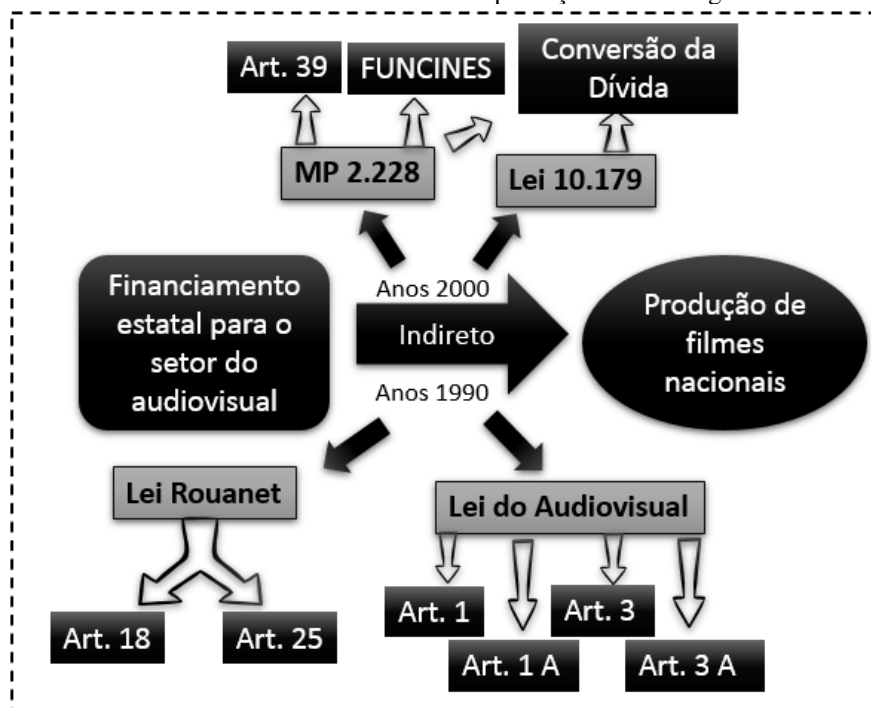 Art. 39
FUNCINES
Conversão da
Dívida
MP 2.228
Lei 10.179
Financiamento
estatal para o
setor do
audiovisual
Anos 2000
Indireto
Anos 1990
Produção de
filmes
nacionais
Lei Rouanet
Lei do Audiovisual
Art. 18
Art. 25
Art. 1
Art. 1 A
Art. 3
Art. 3 A